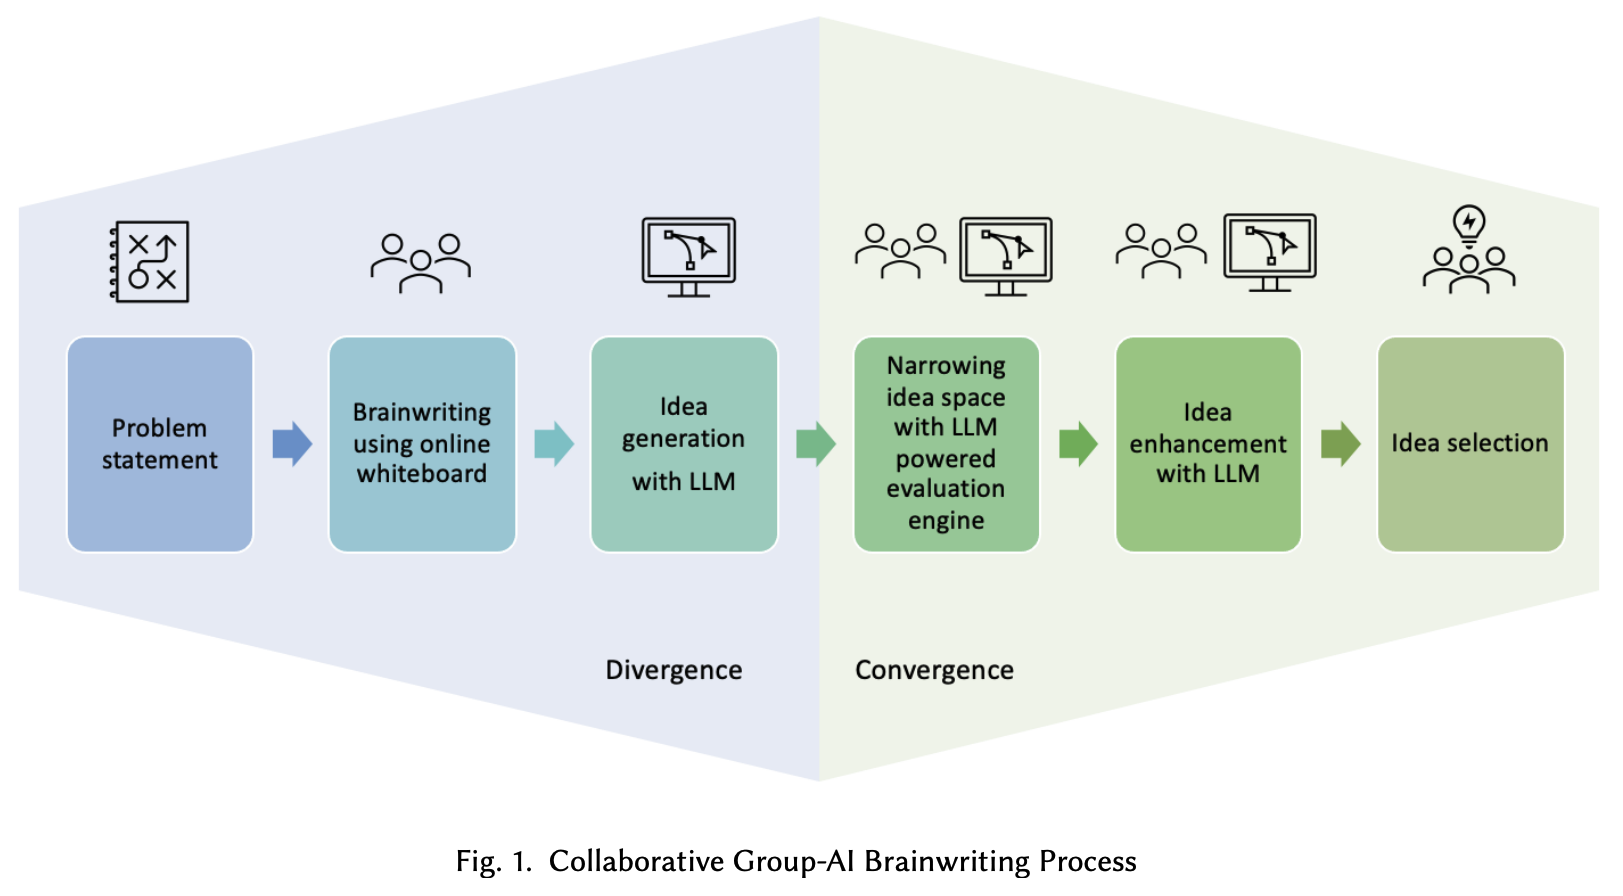 Problem
statement
Brainwriting
using online
whiteboard
Idea
generation
with LLM
Narrowing
idea space
with LLM
powered
evaluation
engine
Idea
enhancement
with LLM
Idea selection
Divergence
Convergence
Fig. 1. Collaborative Group-AI Brainwriting Process